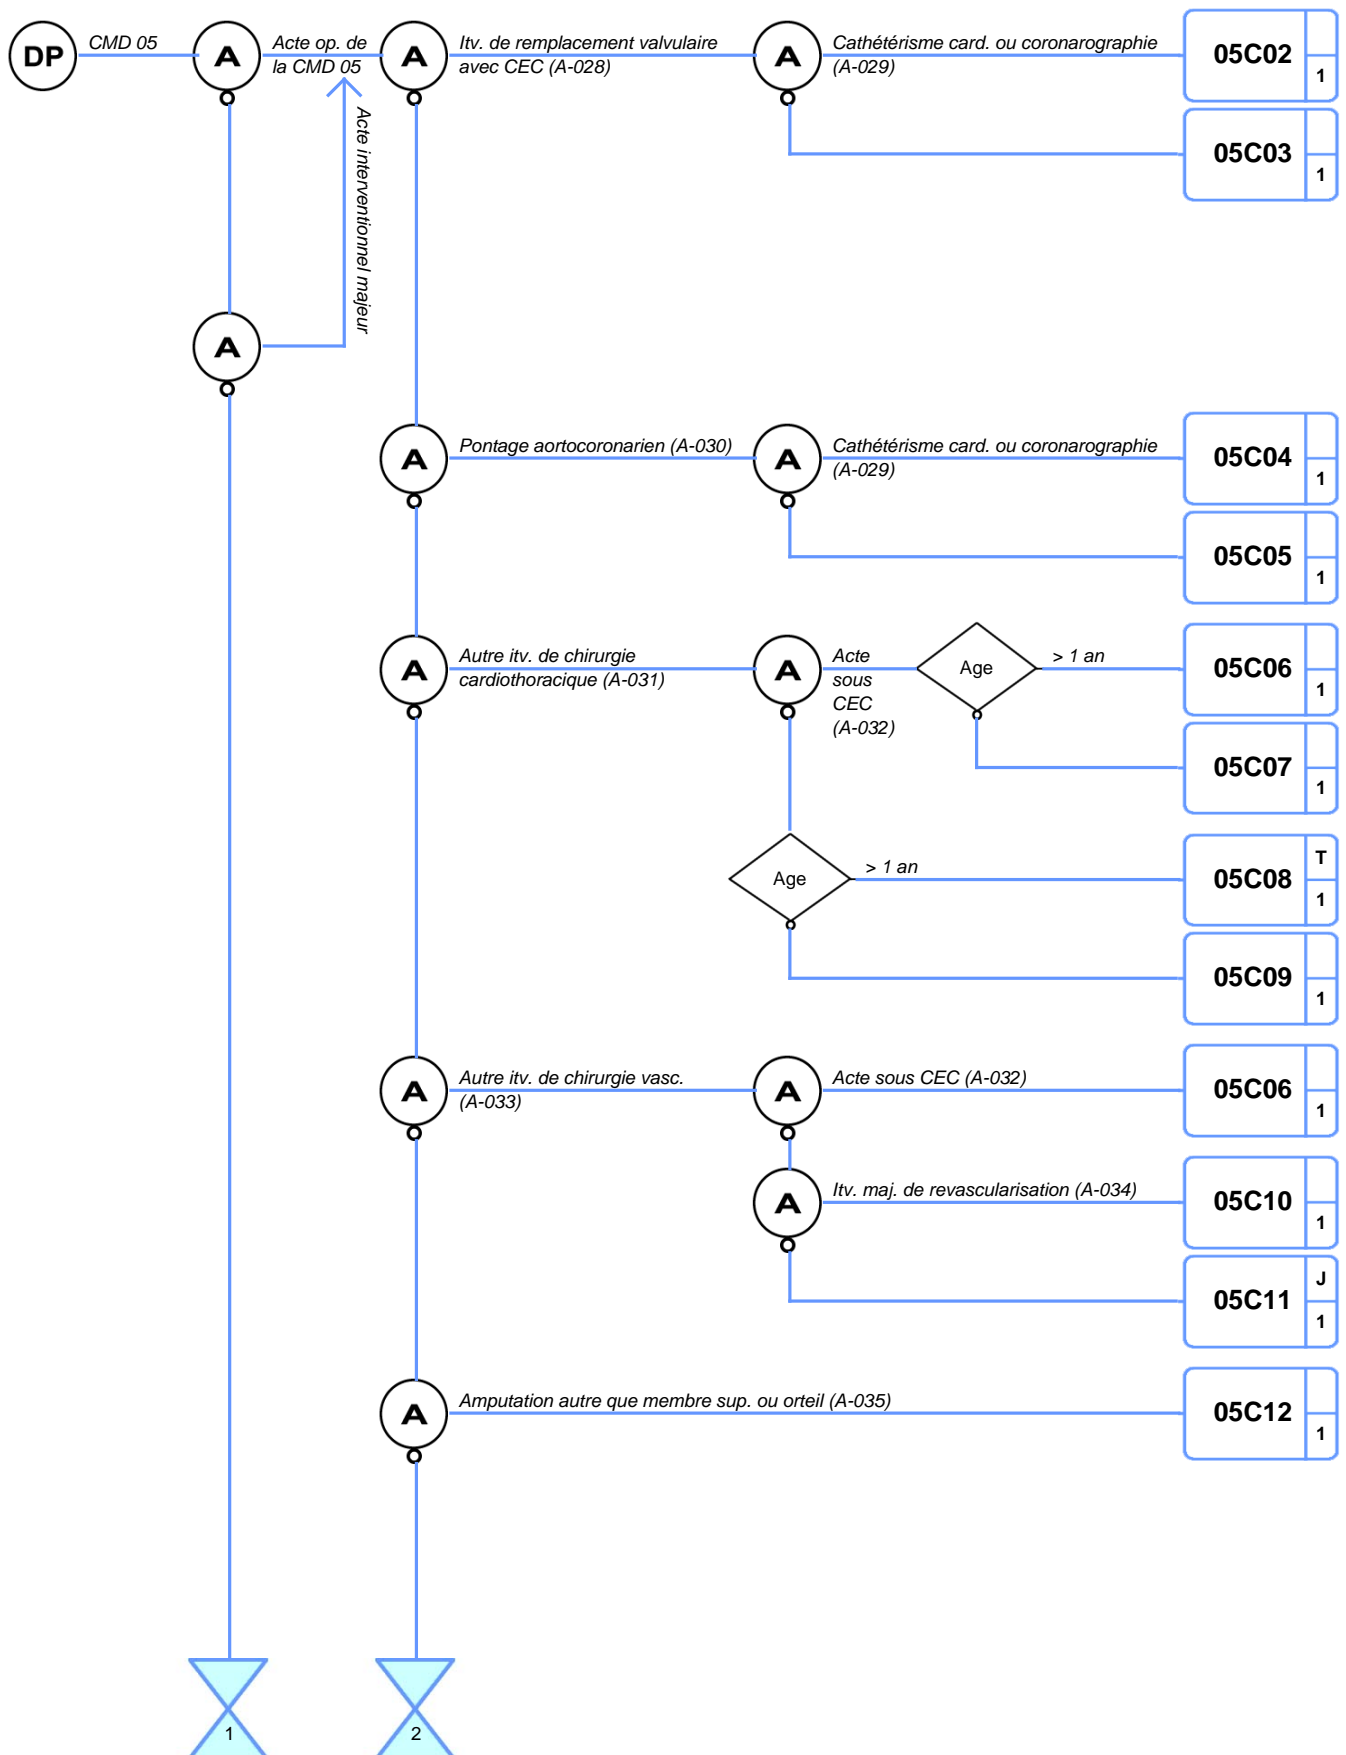 DP
CMD 05
A
Acte op. de
la CMD 05
A
Itv. de remplacement valvulaire
avec CEC (A-028)
A
Cathétérisme card. ou coronarographie
(A-029)
05C02
1
05C03
1
Acte interventionnel majeur
A
A
Pontage aortocoronarien (A-030)
A
Cathétérisme card. ou coronarographie
(A-029)
05C04
1
05C05
1
A
Autre itv. de chirurgie
cardiothoracique (A-031)
A
Acte
sous
CEC
(A-032)
Age
> 1 an
05C06
1
05C07
1
Age
> 1 an
05C08
T
1
05C09
1
A
Autre itv. de chirurgie vasc.
(A-033)
A
Acte sous CEC (A-032)
05C06
1
A
Itv. maj. de revascularisation (A-034)
05C10
1
05C11
J
1
A
Amputation autre que membre sup. ou orteil (A-035)
05C12
1
1
2